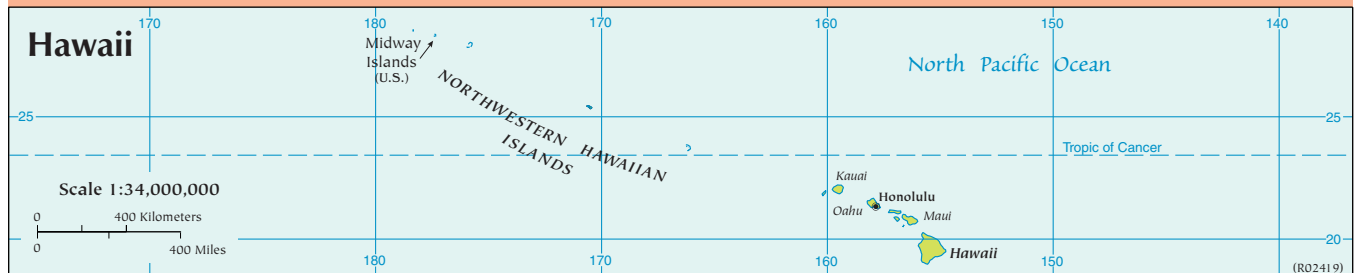 170
180
170
160
150
140
Hawaii
Midway
Islands
(U.S.)
North Pacific Ocean
NORTHWESTERN HAWAIIAN
ISLANDS
25
25
Tropic of Cancer
Scale 1:34,000,000
0
400 Kilometers
0
400 Miles
Kauai
Honolulu
Oahu
Maui
20
Hawaii
180
170
160
150
(R02419)